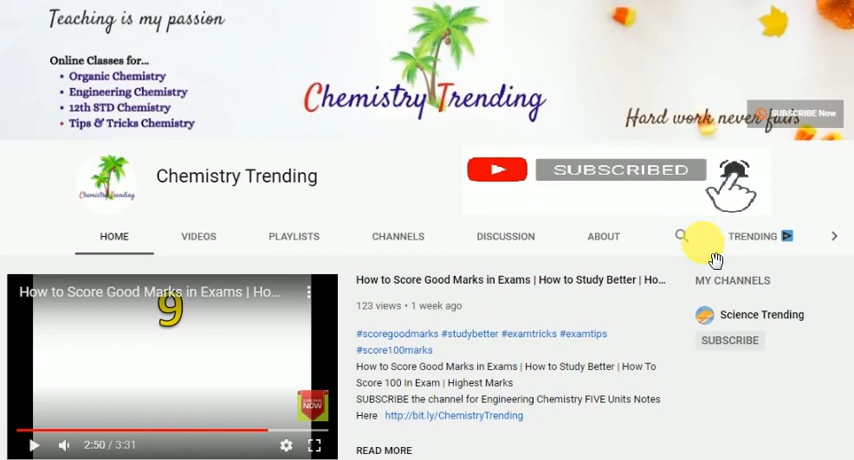 Teaching is my passion
Online Classes for...
• Organic Chemistry
• Engineering Chemistry
• 12th STD Chemistry
• Tips & Tricks Chemistry
Chemistry Trending
Hard work never fails
SUBSCRIBE Now
Chemistry Trending
Chemistry Trending
SUBSCRIBED
HOME VIDEOS PLAYLISTS CHANNELS DISCUSSION ABOUT TRENDING
How to Score Good Marks in Exams | Ho...
9
SUBSCRIBE
NOW
2:50 / 3:31
How to Score Good Marks in Exams | How to Study Better | Ho...
123 views • 1 week ago
#scoregoodmarks #studybetter #examtricks #examtips
#score100marks
How to Score Good Marks in Exams | How to Study Better | How To
Score 100 In Exam | Highest Marks
SUBSCRIBE the channel for Engineering Chemistry FIVE Units Notes
Here http://bit.ly/ChemistryTrending
READ MORE
MY CHANNELS
Science Trending
SUBSCRIBE